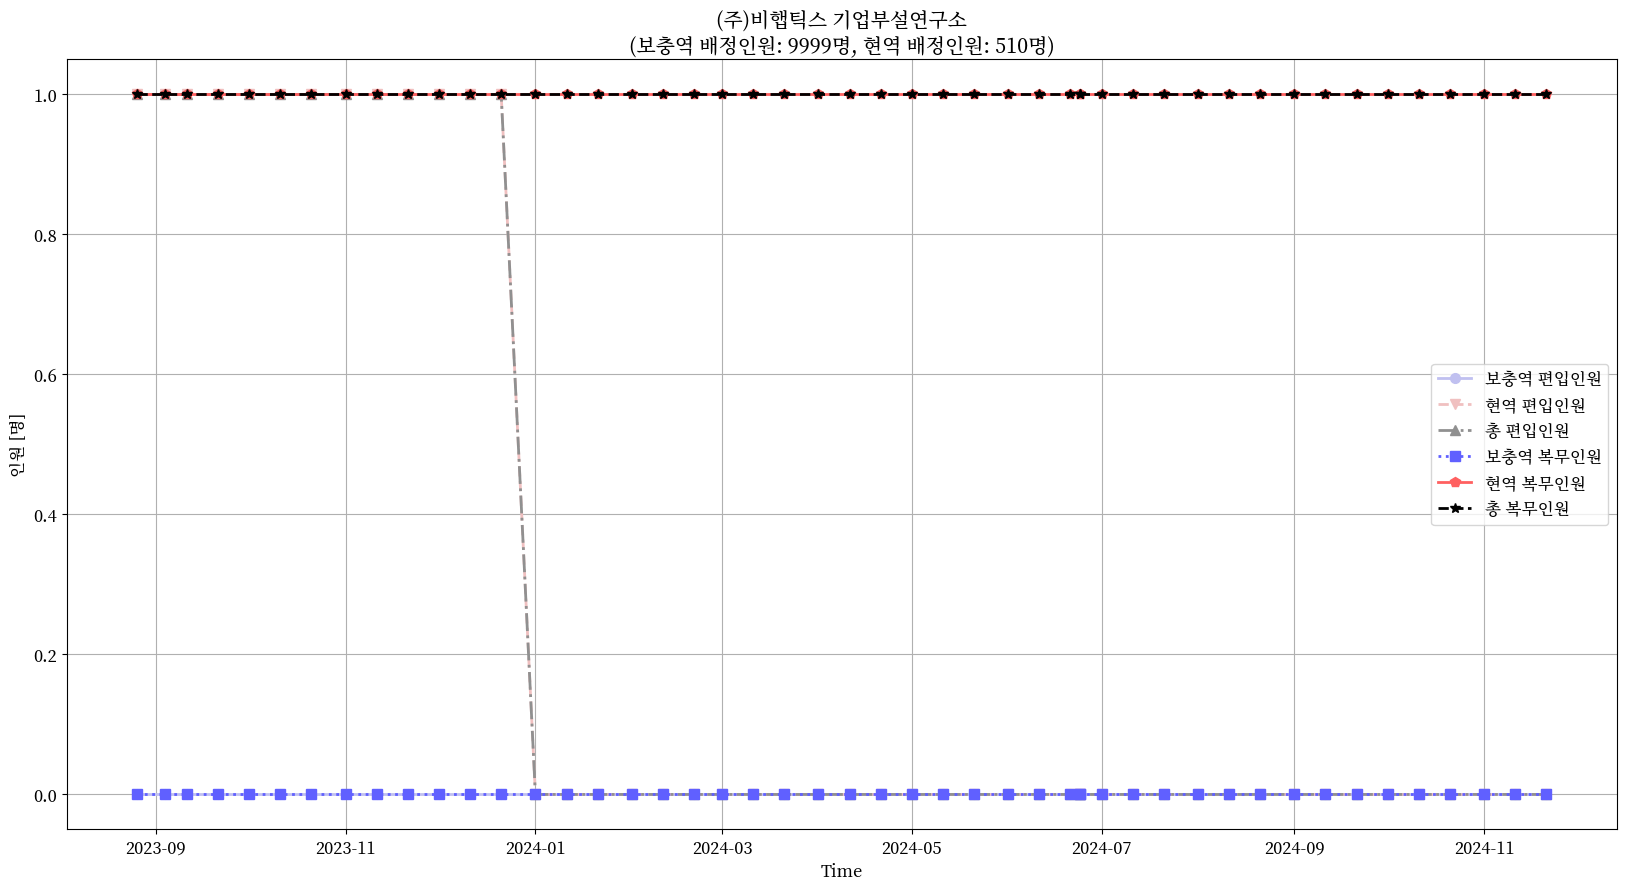 (주)비햅틱스 기업부설연구소
(보충역 배정인원: 9999명, 현역 배정인원: 510명)
1.0
0.8
0.6
0.4
0.2
0.0
인원 [명]
보충역 편입인원
현역 편입인원
총 편입인원
보충역 복무인원
현역 복무인원
총 복무인원
2023-09 2023-11 2024-01 2024-03 2024-05 2024-07 2024-09 2024-11
Time